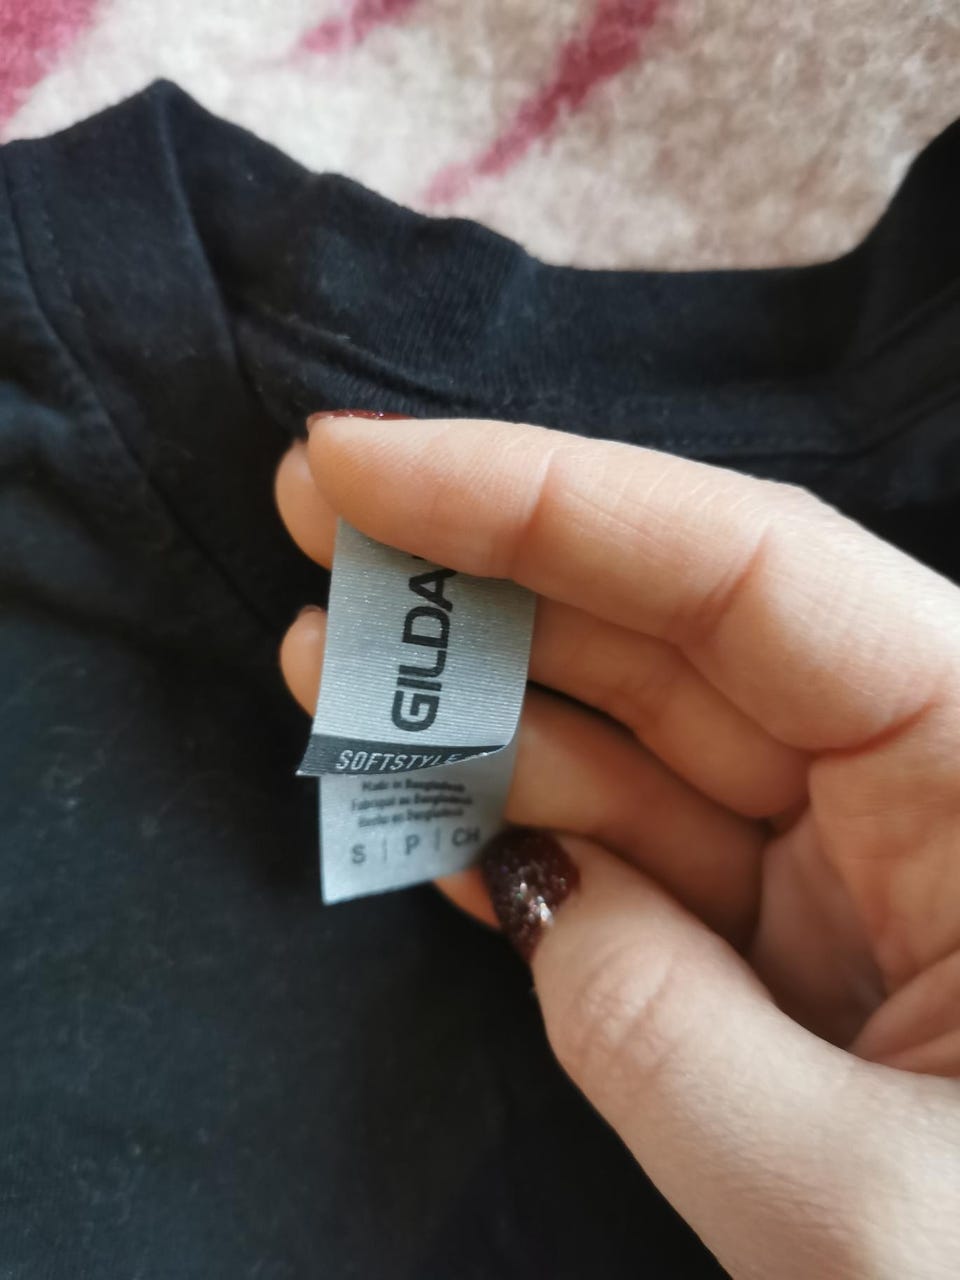 GILDA
SOFTSTYLE
Made in Bangladesh
Fabriqué au Bangladesh
Hecho en Bangladesh
S | P | CH